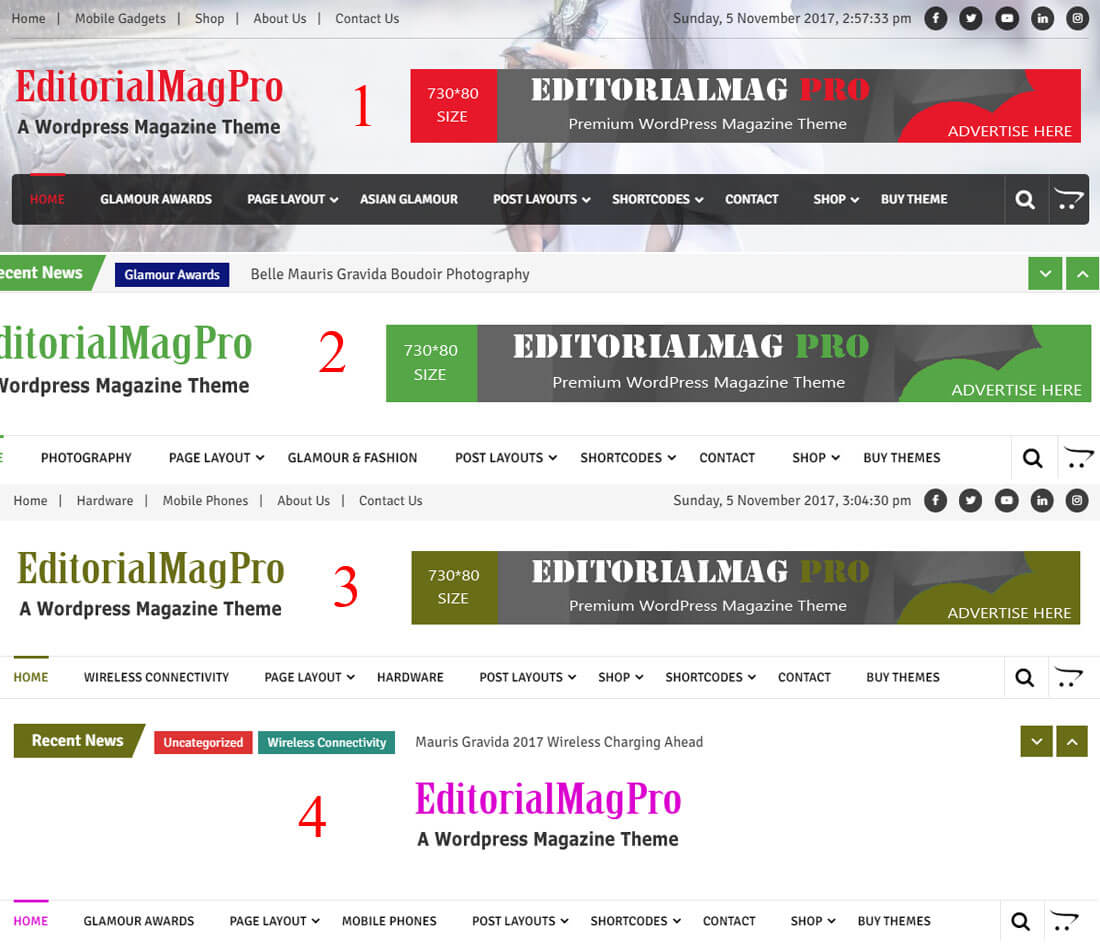 Home | Mobile Gadgets | Shop | About Us | Contact Us Sunday, 5 November 2017, 2:57:33 pm
EditorialMagPro
A Wordpress Magazine Theme
1
730*80
SIZE
EDITORIALMAG PRO
Premium WordPress Magazine Theme
ADVERTISE HERE
HOME GLAMOUR AWARDS PAGE LAYOUT ASIAN GLAMOUR POST LAYOUTS SHORTCODES CONTACT SHOP BUY THEME
ecent News Glamour Awards Belle Mauris Gravida Boudoir Photography
ditorialMagPro
Wordpress Magazine Theme
2
730*80
SIZE
EDITORIALMAG PRO
Premium WordPress Magazine Theme
ADVERTISE HERE
E PHOTOGRAPHY PAGE LAYOUT GLAMOUR & FASHION POST LAYOUTS SHORTCODES CONTACT SHOP BUY THEMES
Home | Hardware | Mobile Phones | About Us | Contact Us Sunday, 5 November 2017, 3:04:30 pm
EditorialMagPro
A Wordpress Magazine Theme
3
730*80
SIZE
EDITORIALMAG PRO
Premium WordPress Magazine Theme
ADVERTISE HERE
HOME WIRELESS CONNECTIVITY PAGE LAYOUT HARDWARE POST LAYOUTS SHOP SHORTCODES CONTACT BUY THEMES
Recent News Uncategorized Wireless Connectivity Mauris Gravida 2017 Wireless Charging Ahead
4
EditorialMagPro
A Wordpress Magazine Theme
HOME GLAMOUR AWARDS PAGE LAYOUT MOBILE PHONES POST LAYOUTS SHORTCODES CONTACT SHOP BUY THEMES